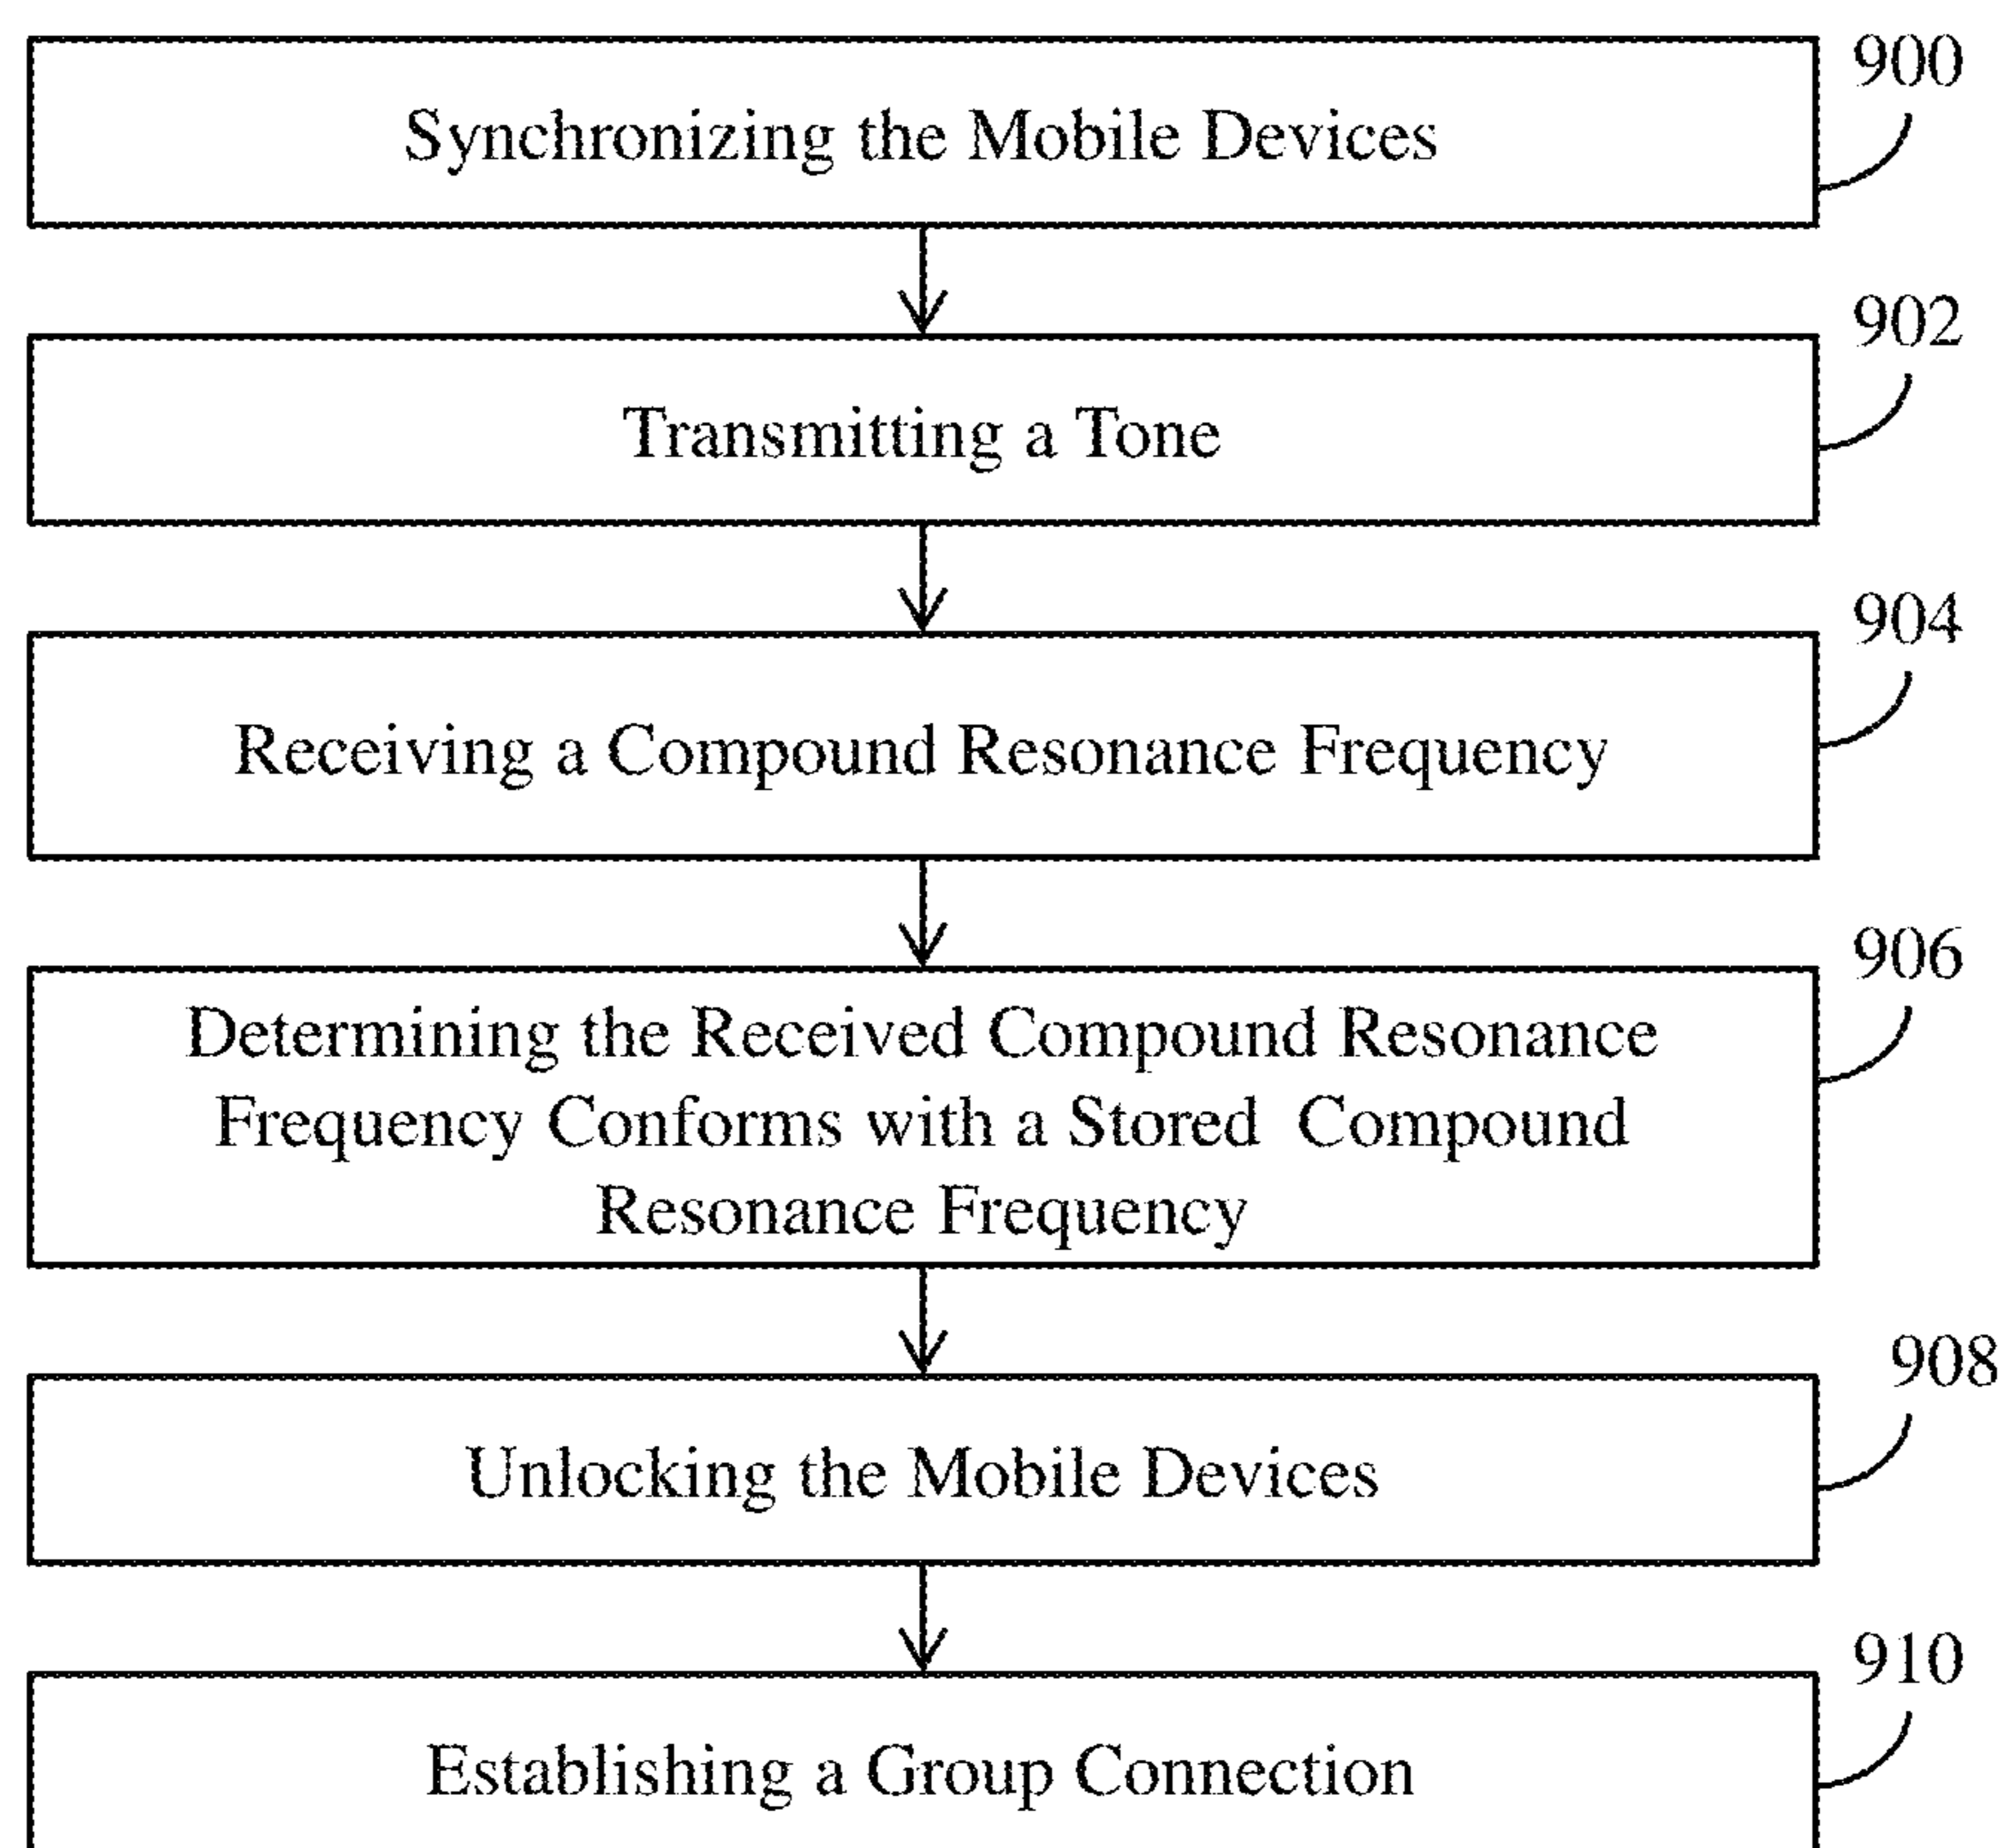 900
Synchronizing the Mobile Devices
902
Transmitting a Tone
904
Receiving a Compound Resonance Frequency
906
Determining the Received Compound Resonance
Frequency Conforms with a Stored Compound
Resonance Frequency
908
Unlocking the Mobile Devices
910
Establishing a Group Connection